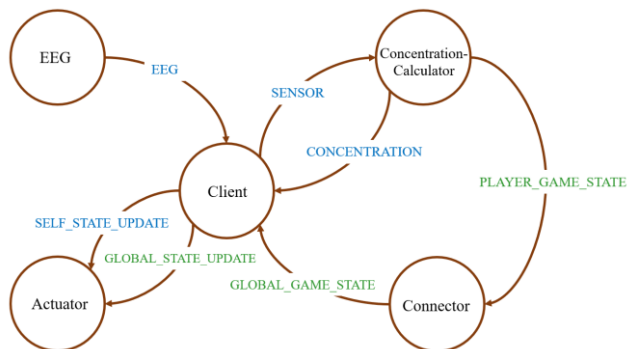 EEG
Concentration-
Calculator
EEG
SENSOR
CONCENTRATION
PLAYER_GAME_STATE
Client
SELF_STATE_UPDATE
GLOBAL_STATE_UPDATE
GLOBAL_GAME_STATE
Actuator
Connector